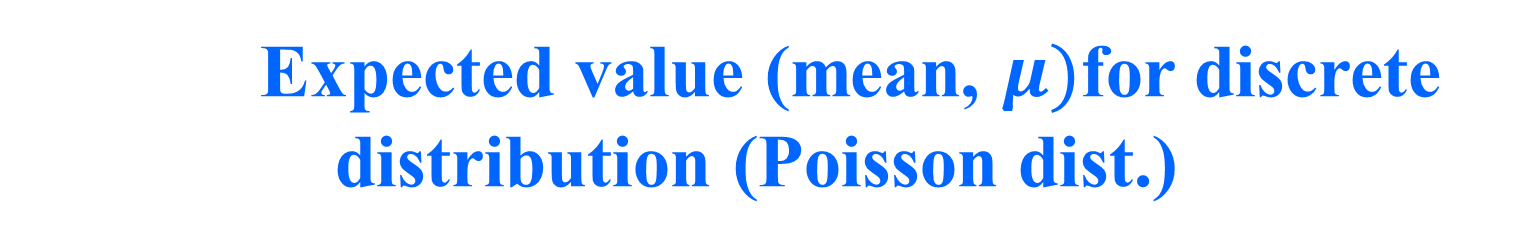 Expected value (mean, μ)for discrete
distribution (Poisson dist.)